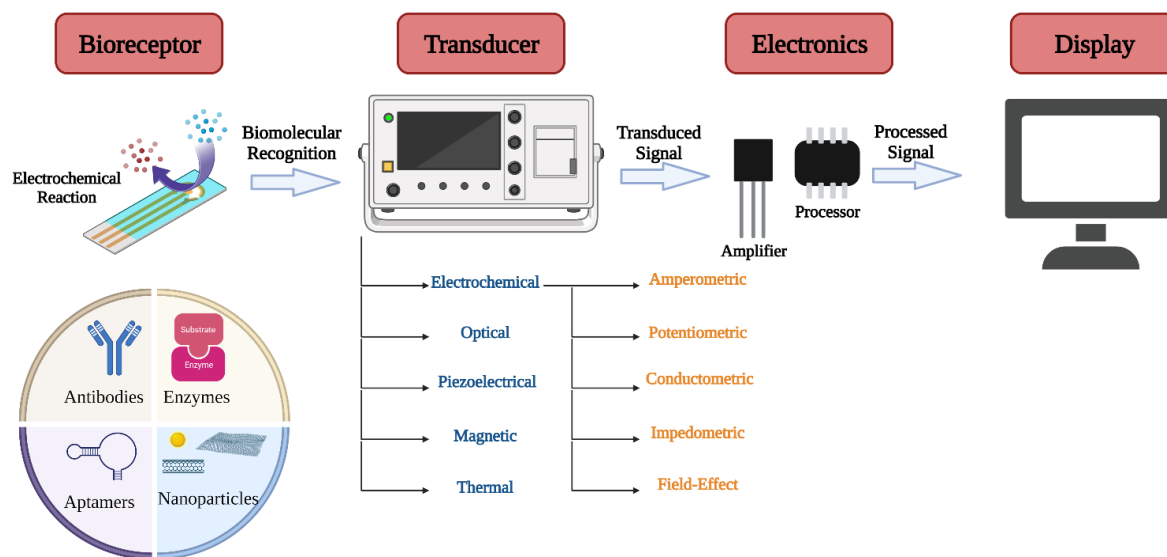 Bioreceptor
Transducer
Electronics
Display
Electrochemical
Reaction
Biomolecular
Recognition
Transduced
Signal
Amplifier
Processor
Processed
Signal
Substrate
Enzyme
Antibodies
Enzymes
Aptamers
Nanoparticles
Electrochemical
Optical
Piezoelectrical
Magnetic
Thermal
Amperometric
Potentiometric
Conductometric
Impedometric
Field-Effect